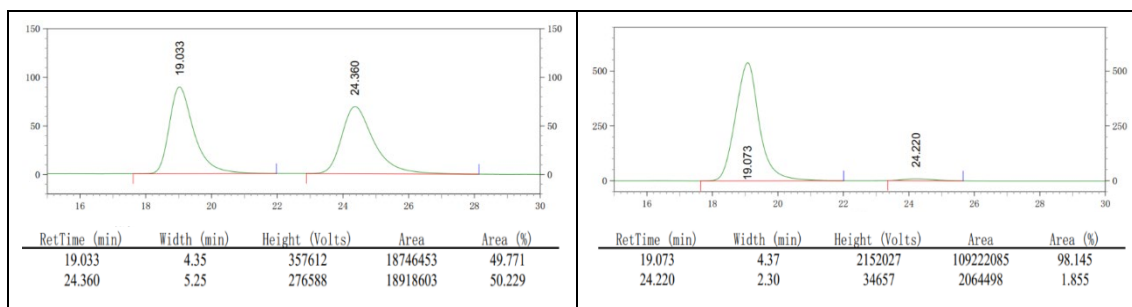 150 150
100 100
50 50
0 0
19.033
24.360
16 18 20 22 24 26 28 30
RetTime (min) Width (min) Height (Volts) Area Area (%)
19.033 4.35 357612 18746453 49.771
24.360 5.25 276588 18918603 50.229
500 500
250 250
0 0
19.073
24.220
16 18 20 22 24 26 28 30
RetTime (min) Width (min) Height (Volts) Area Area (%)
19.073 4.37 2152027 109222085 98.145
24.220 2.30 34657 2064498 1.855